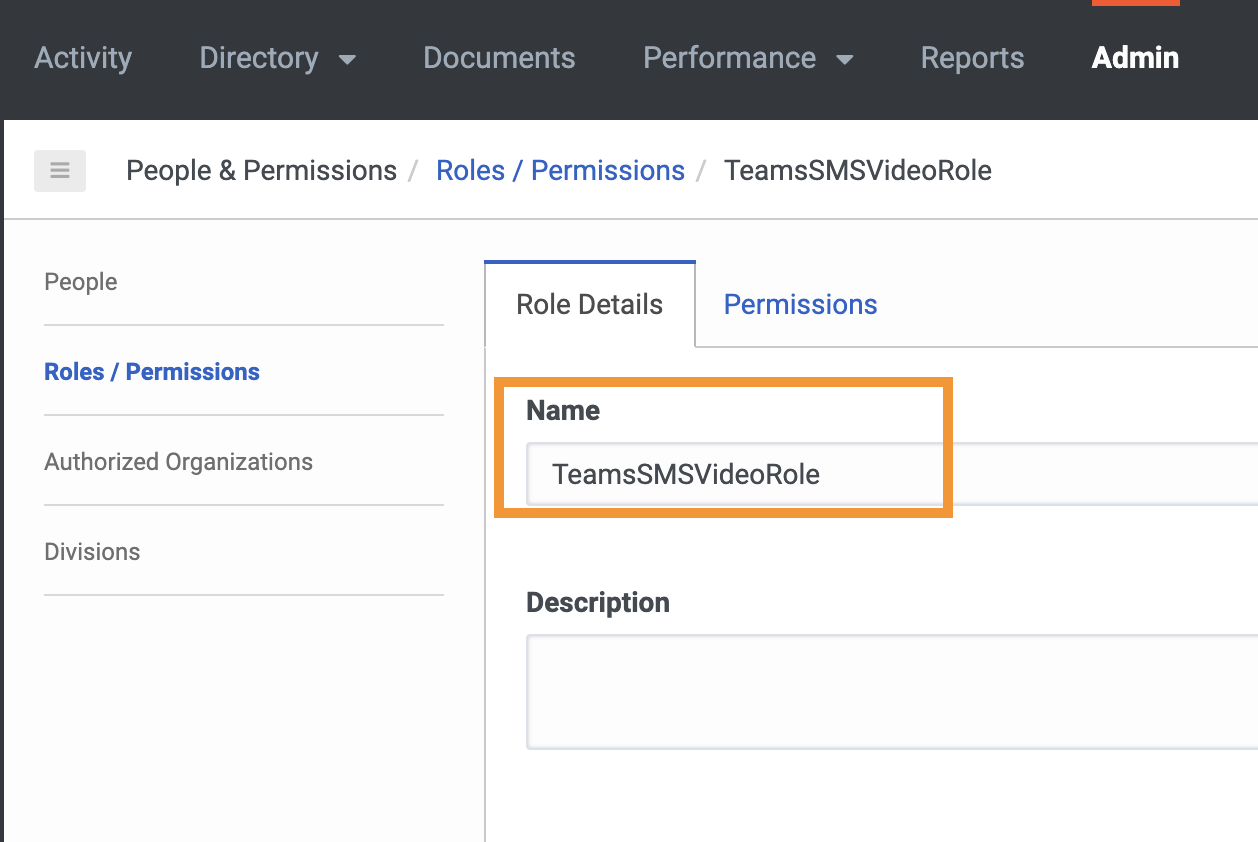 Activity Directory Documents Performance Reports Admin
People & Permissions / Roles / Permissions / TeamsSMSVideoRole
People
Roles / Permissions
Authorized Organizations
Divisions
Role Details Permissions
Name
TeamsSMSVideoRole
Description